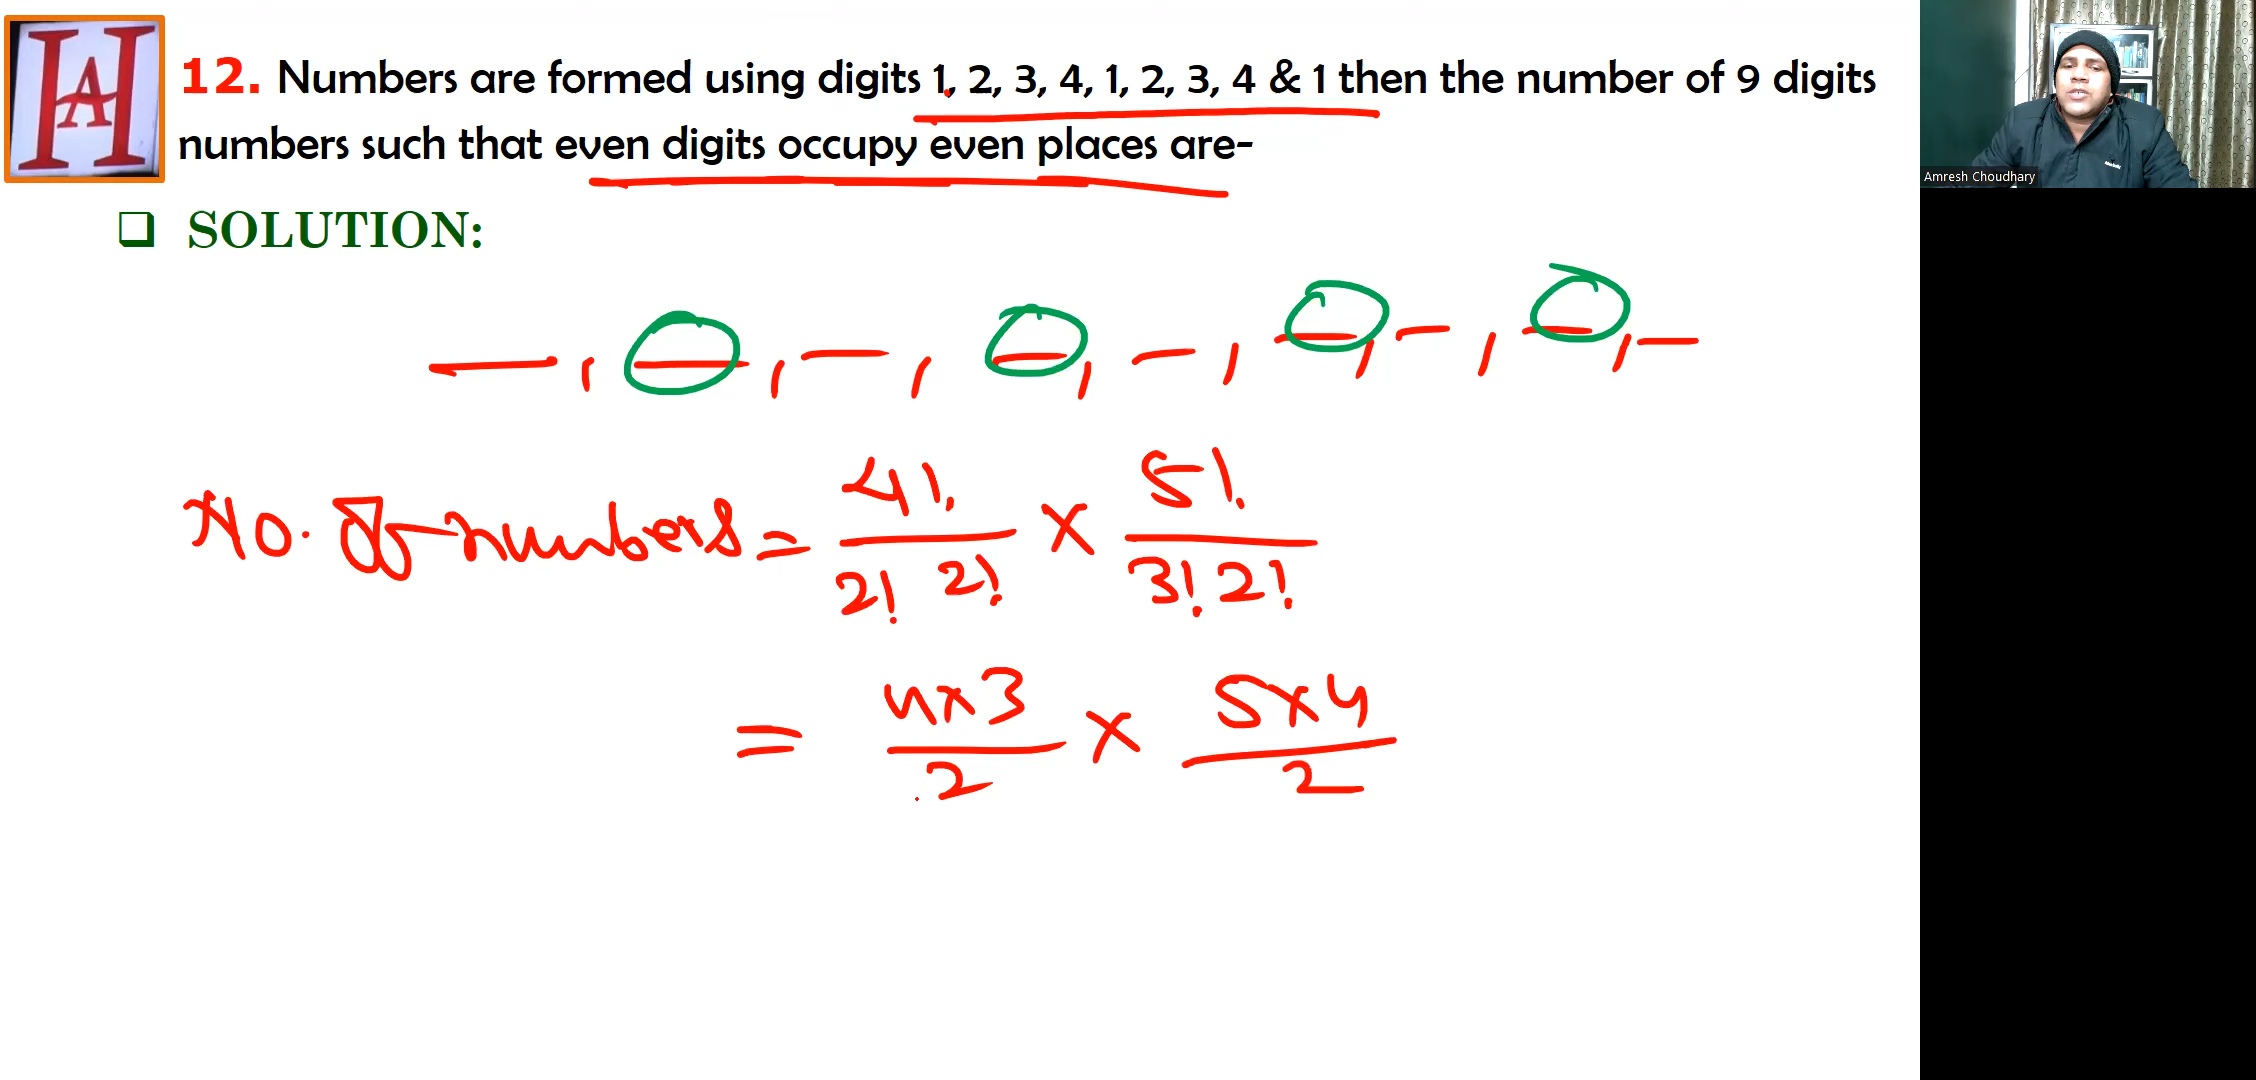 12. Numbers are formed using digits 1, 2, 3, 4, 1, 2, 3, 4 & 1 then the number of 9 digits
numbers such that even digits occupy even places are-
Amresh Choudhary
❑ SOLUTION:
—, —, —, —, —, —, —, —, —
No. of numbers = 4!/(2! 2!) × 5!/(3! 2!)
= (4×3)/2 × (5×4)/2